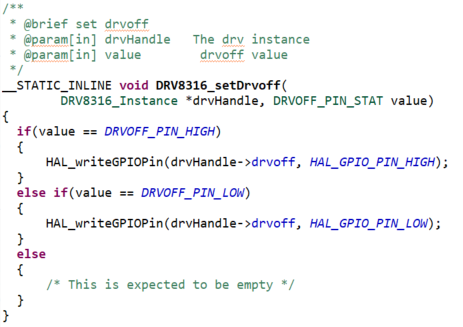 /**
 * @brief set drvoff
 * @param[in] drvHandle   The drv instance
 * @param[in] value        drvoff value
 */
__STATIC_INLINE void DRV8316_setDrvoff(
        DRV8316_Instance *drvHandle, DRVOFF_PIN_STAT value)
{
  if(value == DRVOFF_PIN_HIGH)
  {
      HAL_writeGPIOPin(drvHandle->drvoff, HAL_GPIO_PIN_HIGH);
  }
  else if(value == DRVOFF_PIN_LOW)
  {
      HAL_writeGPIOPin(drvHandle->drvoff, HAL_GPIO_PIN_LOW);
  }
  else
  {
      /* This is expected to be empty */
  }
}